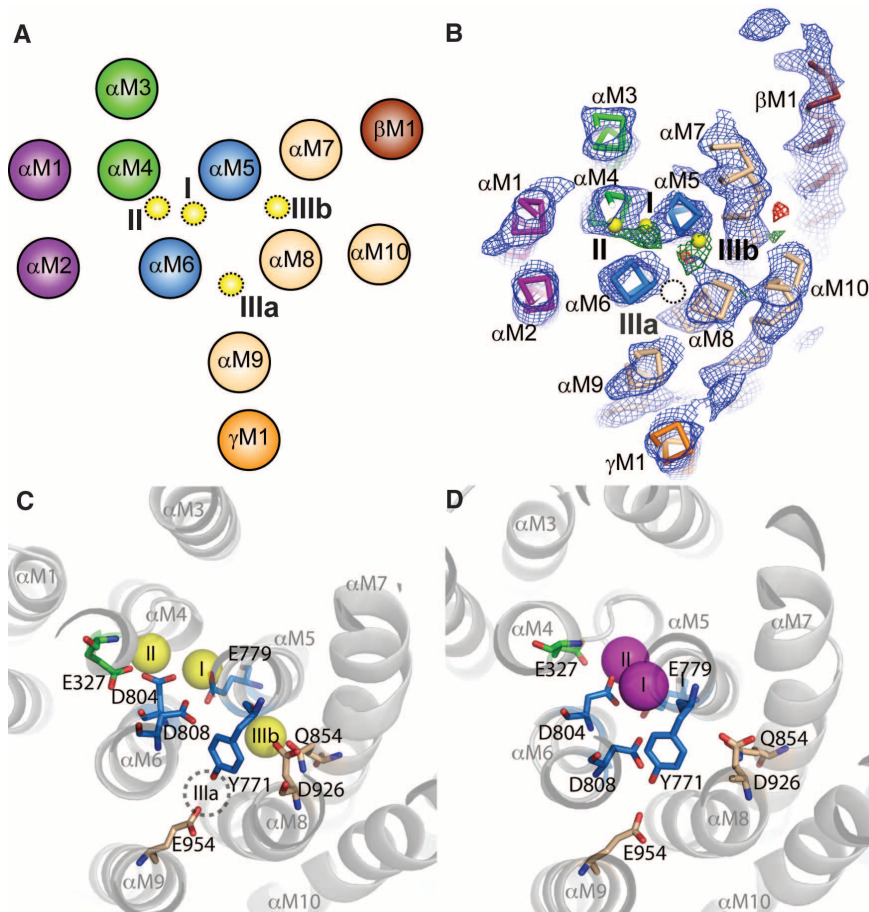 A
αM3
αM1
αM4
αM5
αM7
βM1
I
II
IIIb
αM2
αM6
αM8
αM10
IIIa
αM9
γM1
B
αM3
βM1
αM7
αM1
αM4
αM5
I
II
IIIb
αM2
αM6
IIIa
αM8
αM10
αM9
γM1
C
αM3
αM1
αM7
αM4
αM5
II
I
E779
E327
D804
D808
IIIb
Q854
αM6
Y771
D926
IIIa
αM8
E954
αM9
αM10
D
αM3
αM4
αM5
αM7
II
E779
E327
I
D804
Q854
αM6
D808
Y771
D926
αM8
E954
αM9
αM10